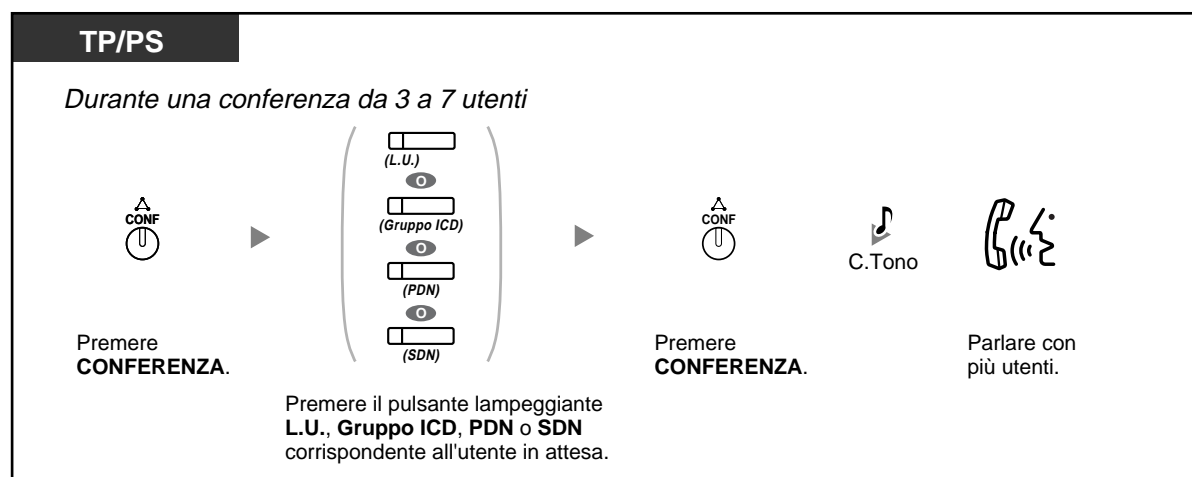 TP/PS
Durante una conferenza da 3 a 7 utenti
CONF
(L.U.)
O
(Gruppo ICD)
O
(PDN)
O
(SDN)
CONF
C.Tono
Premere
CONFERENZA.
Premere il pulsante lampeggiante
L.U., Gruppo ICD, PDN o SDN
corrispondente all'utente in attesa.
Premere
CONFERENZA.
Parlare con
più utenti.